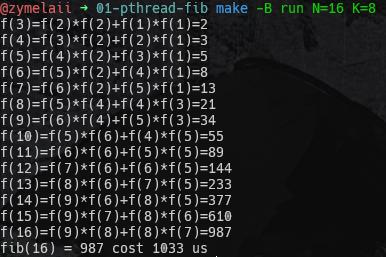 @zymelaii → 01-pthread-fib make -B run N=16 K=8
f(3)=f(2)*f(2)+f(1)*f(1)=2
f(4)=f(3)*f(2)+f(2)*f(1)=3
f(5)=f(4)*f(2)+f(3)*f(1)=5
f(6)=f(5)*f(2)+f(4)*f(1)=8
f(7)=f(6)*f(2)+f(5)*f(1)=13
f(8)=f(5)*f(4)+f(4)*f(3)=21
f(9)=f(6)*f(4)+f(5)*f(3)=34
f(10)=f(5)*f(6)+f(4)*f(5)=55
f(11)=f(6)*f(6)+f(5)*f(5)=89
f(12)=f(7)*f(6)+f(6)*f(5)=144
f(13)=f(8)*f(6)+f(7)*f(5)=233
f(14)=f(9)*f(6)+f(8)*f(5)=377
f(15)=f(9)*f(7)+f(8)*f(6)=610
f(16)=f(9)*f(8)+f(8)*f(7)=987
fib(16) = 987 cost 1033 us